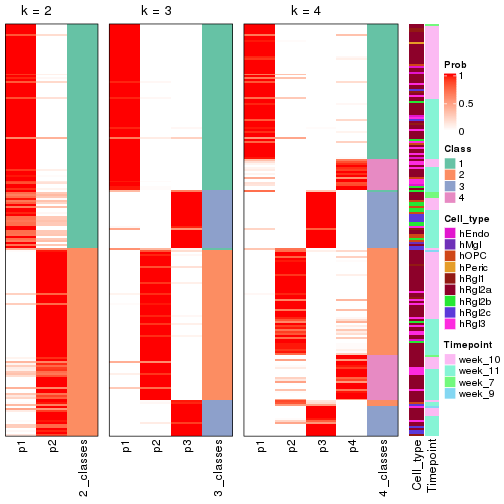 k = 2
k = 3
k = 4
p1
p2
2_classes
p1
p2
p3
3_classes
p1
p2
p3
p4
4_classes
Cell_type
Timepoint
Prob
1
0.5
0
Class
1
2
3
4
Cell_type
hEndo
hMgl
hOPC
hPeric
hRgl1
hRgl2a
hRgl2b
hRgl2c
hRgl3
Timepoint
week_10
week_11
week_7
week_9